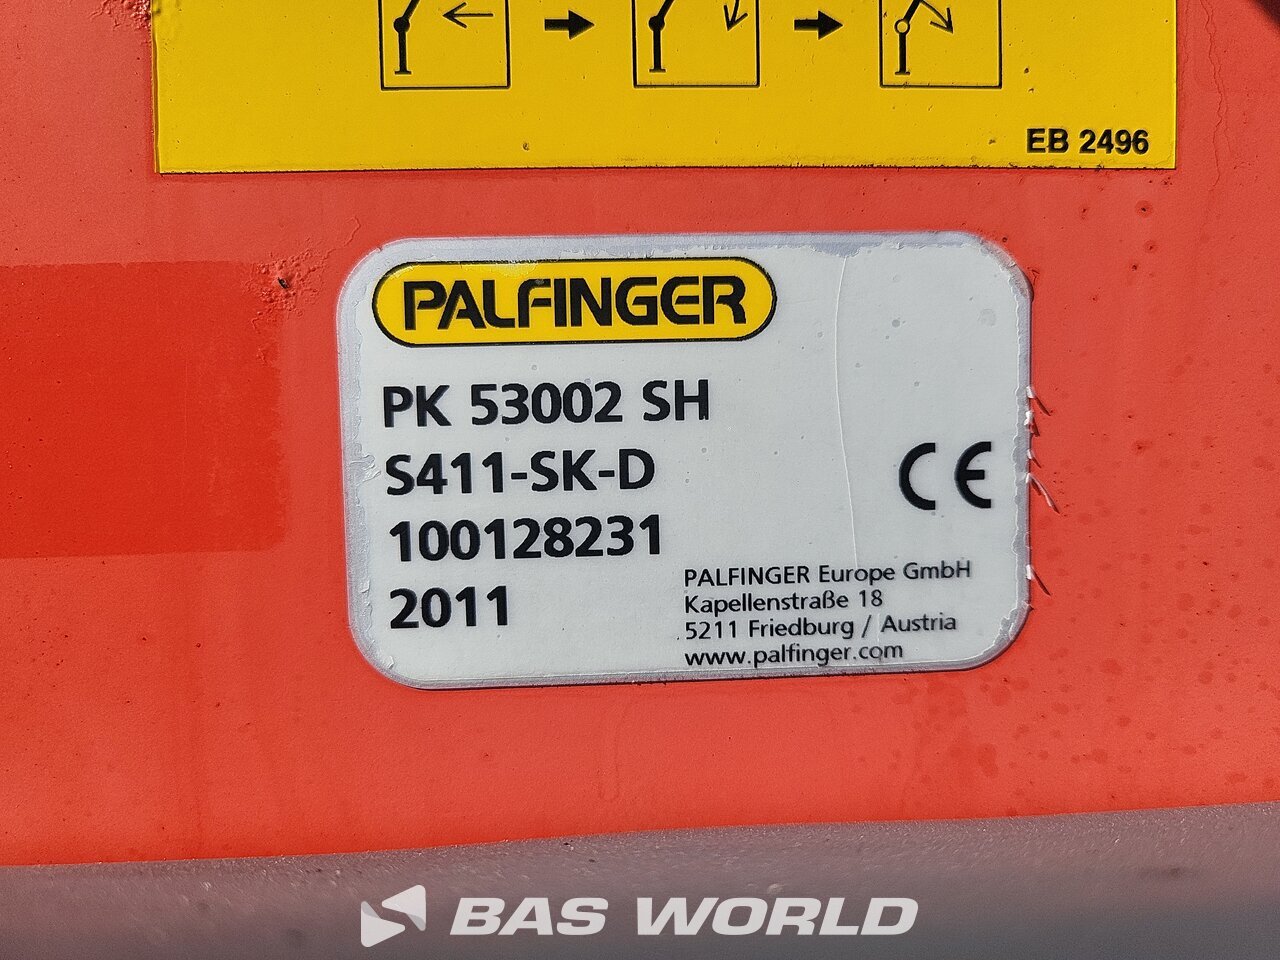 EB 2496
PALFINGER
PK 53002 SH
S411-SK-D
100128231
2011
CE
PALFINGER Europe GmbH
Kapellenstraße 18
5211 Friedburg / Austria
www.palfinger.com
BAS WORLD